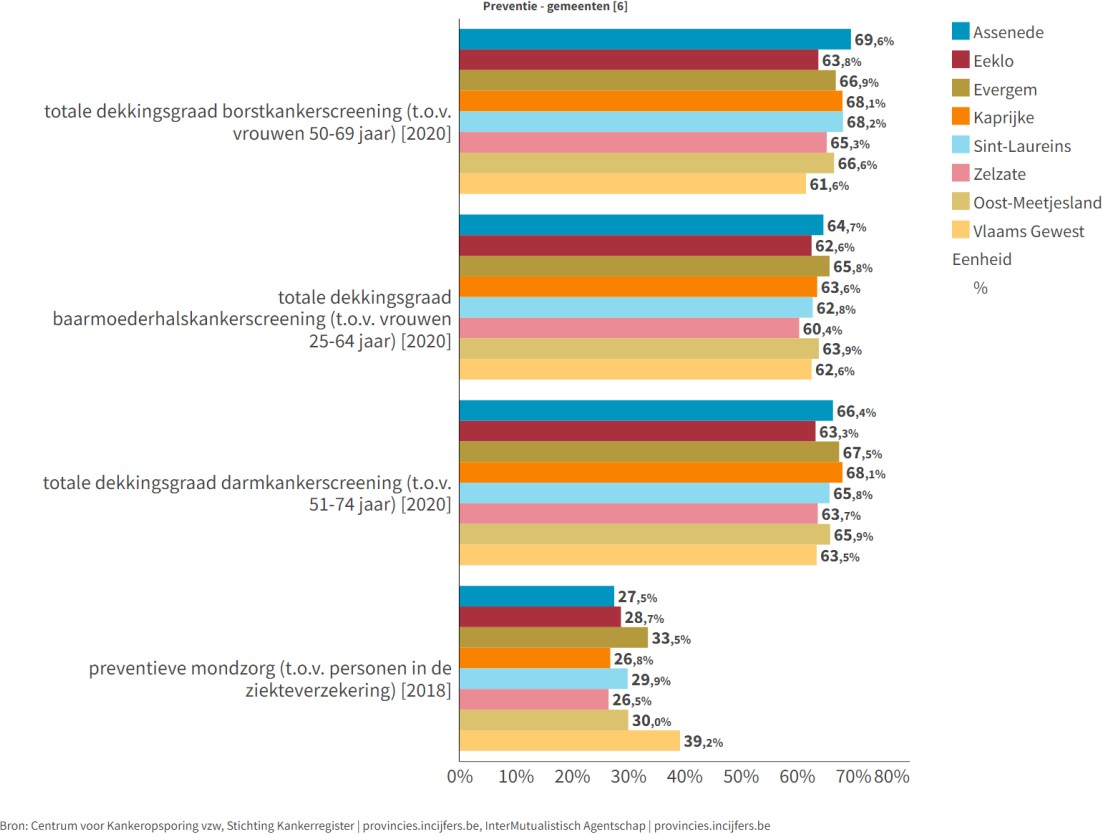 Preventie - gemeenten [6]
totale dekkingsgraad borstkankerscreening (t.o.v.
vrouwen 50-69 jaar) [2020]
69,6%
63,8%
66,9%
68,1%
68,2%
65,3%
66,6%
61,6%
totale dekkingsgraad
baarmoederhalskankerscreening (t.o.v. vrouwen
25-64 jaar) [2020]
64,7%
62,6%
65,8%
63,6%
62,8%
60,4%
63,9%
62,6%
totale dekkingsgraad darmkankerscreening (t.o.v.
51-74 jaar) [2020]
66,4%
63,3%
67,5%
68,1%
65,8%
63,7%
65,9%
63,5%
preventieve mondzorg (t.o.v. personen in de
ziekteverzekering) [2018]
27,5%
28,7%
33,5%
26,8%
29,9%
26,5%
30,0%
39,2%
0% 10% 20% 30% 40% 50% 60% 70% 80%
Assenede
Eeklo
Evergem
Kaprijke
Sint-Laureins
Zelzate
Oost-Meetjesland
Vlaams Gewest
Eenheid
%
Bron: Centrum voor Kankeropsporing vzw, Stichting Kankerregister | provincies.incijfers.be, InterMutualistisch Agentschap | provincies.incijfers.be